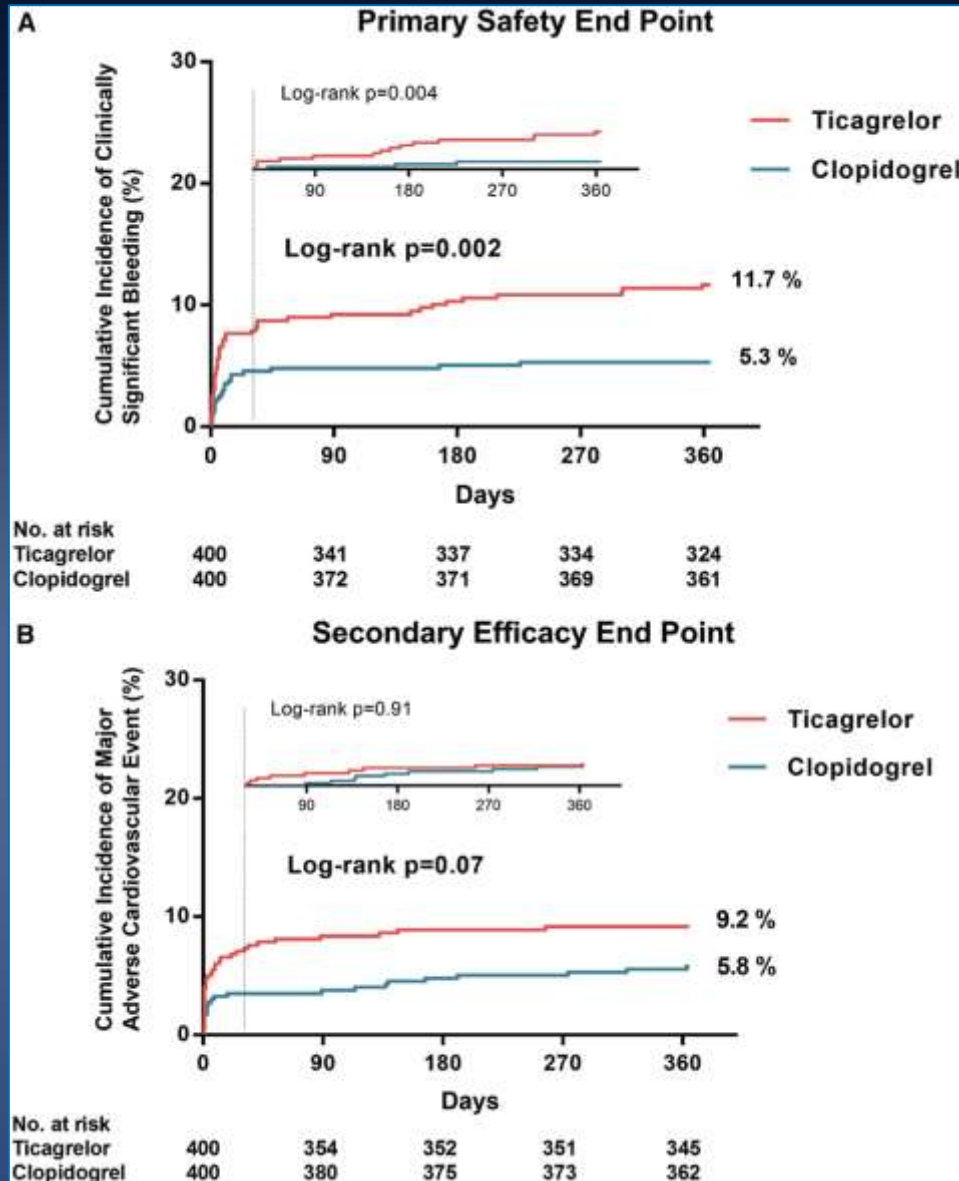 A
Primary Safety End Point
Cumulative Incidence of Clinically
Significant Bleeding (%)
30
20
10
0
Log-rank p=0.004
90 180 270 360
Ticagrelor
Clopidogrel
Log-rank p=0.002
11.7 %
5.3 %
0 90 180 270 360
Days
No. at risk
Ticagrelor 400 341 337 334 324
Clopidogrel 400 372 371 369 361
B
Secondary Efficacy End Point
Cumulative Incidence of Major
Adverse Cardiovascular Event (%)
30
20
10
0
Log-rank p=0.91
90 180 270 360
Ticagrelor
Clopidogrel
Log-rank p=0.07
9.2 %
5.8 %
0 90 180 270 360
Days
No. at risk
Ticagrelor 400 354 352 351 345
Clopidogrel 400 380 375 373 362